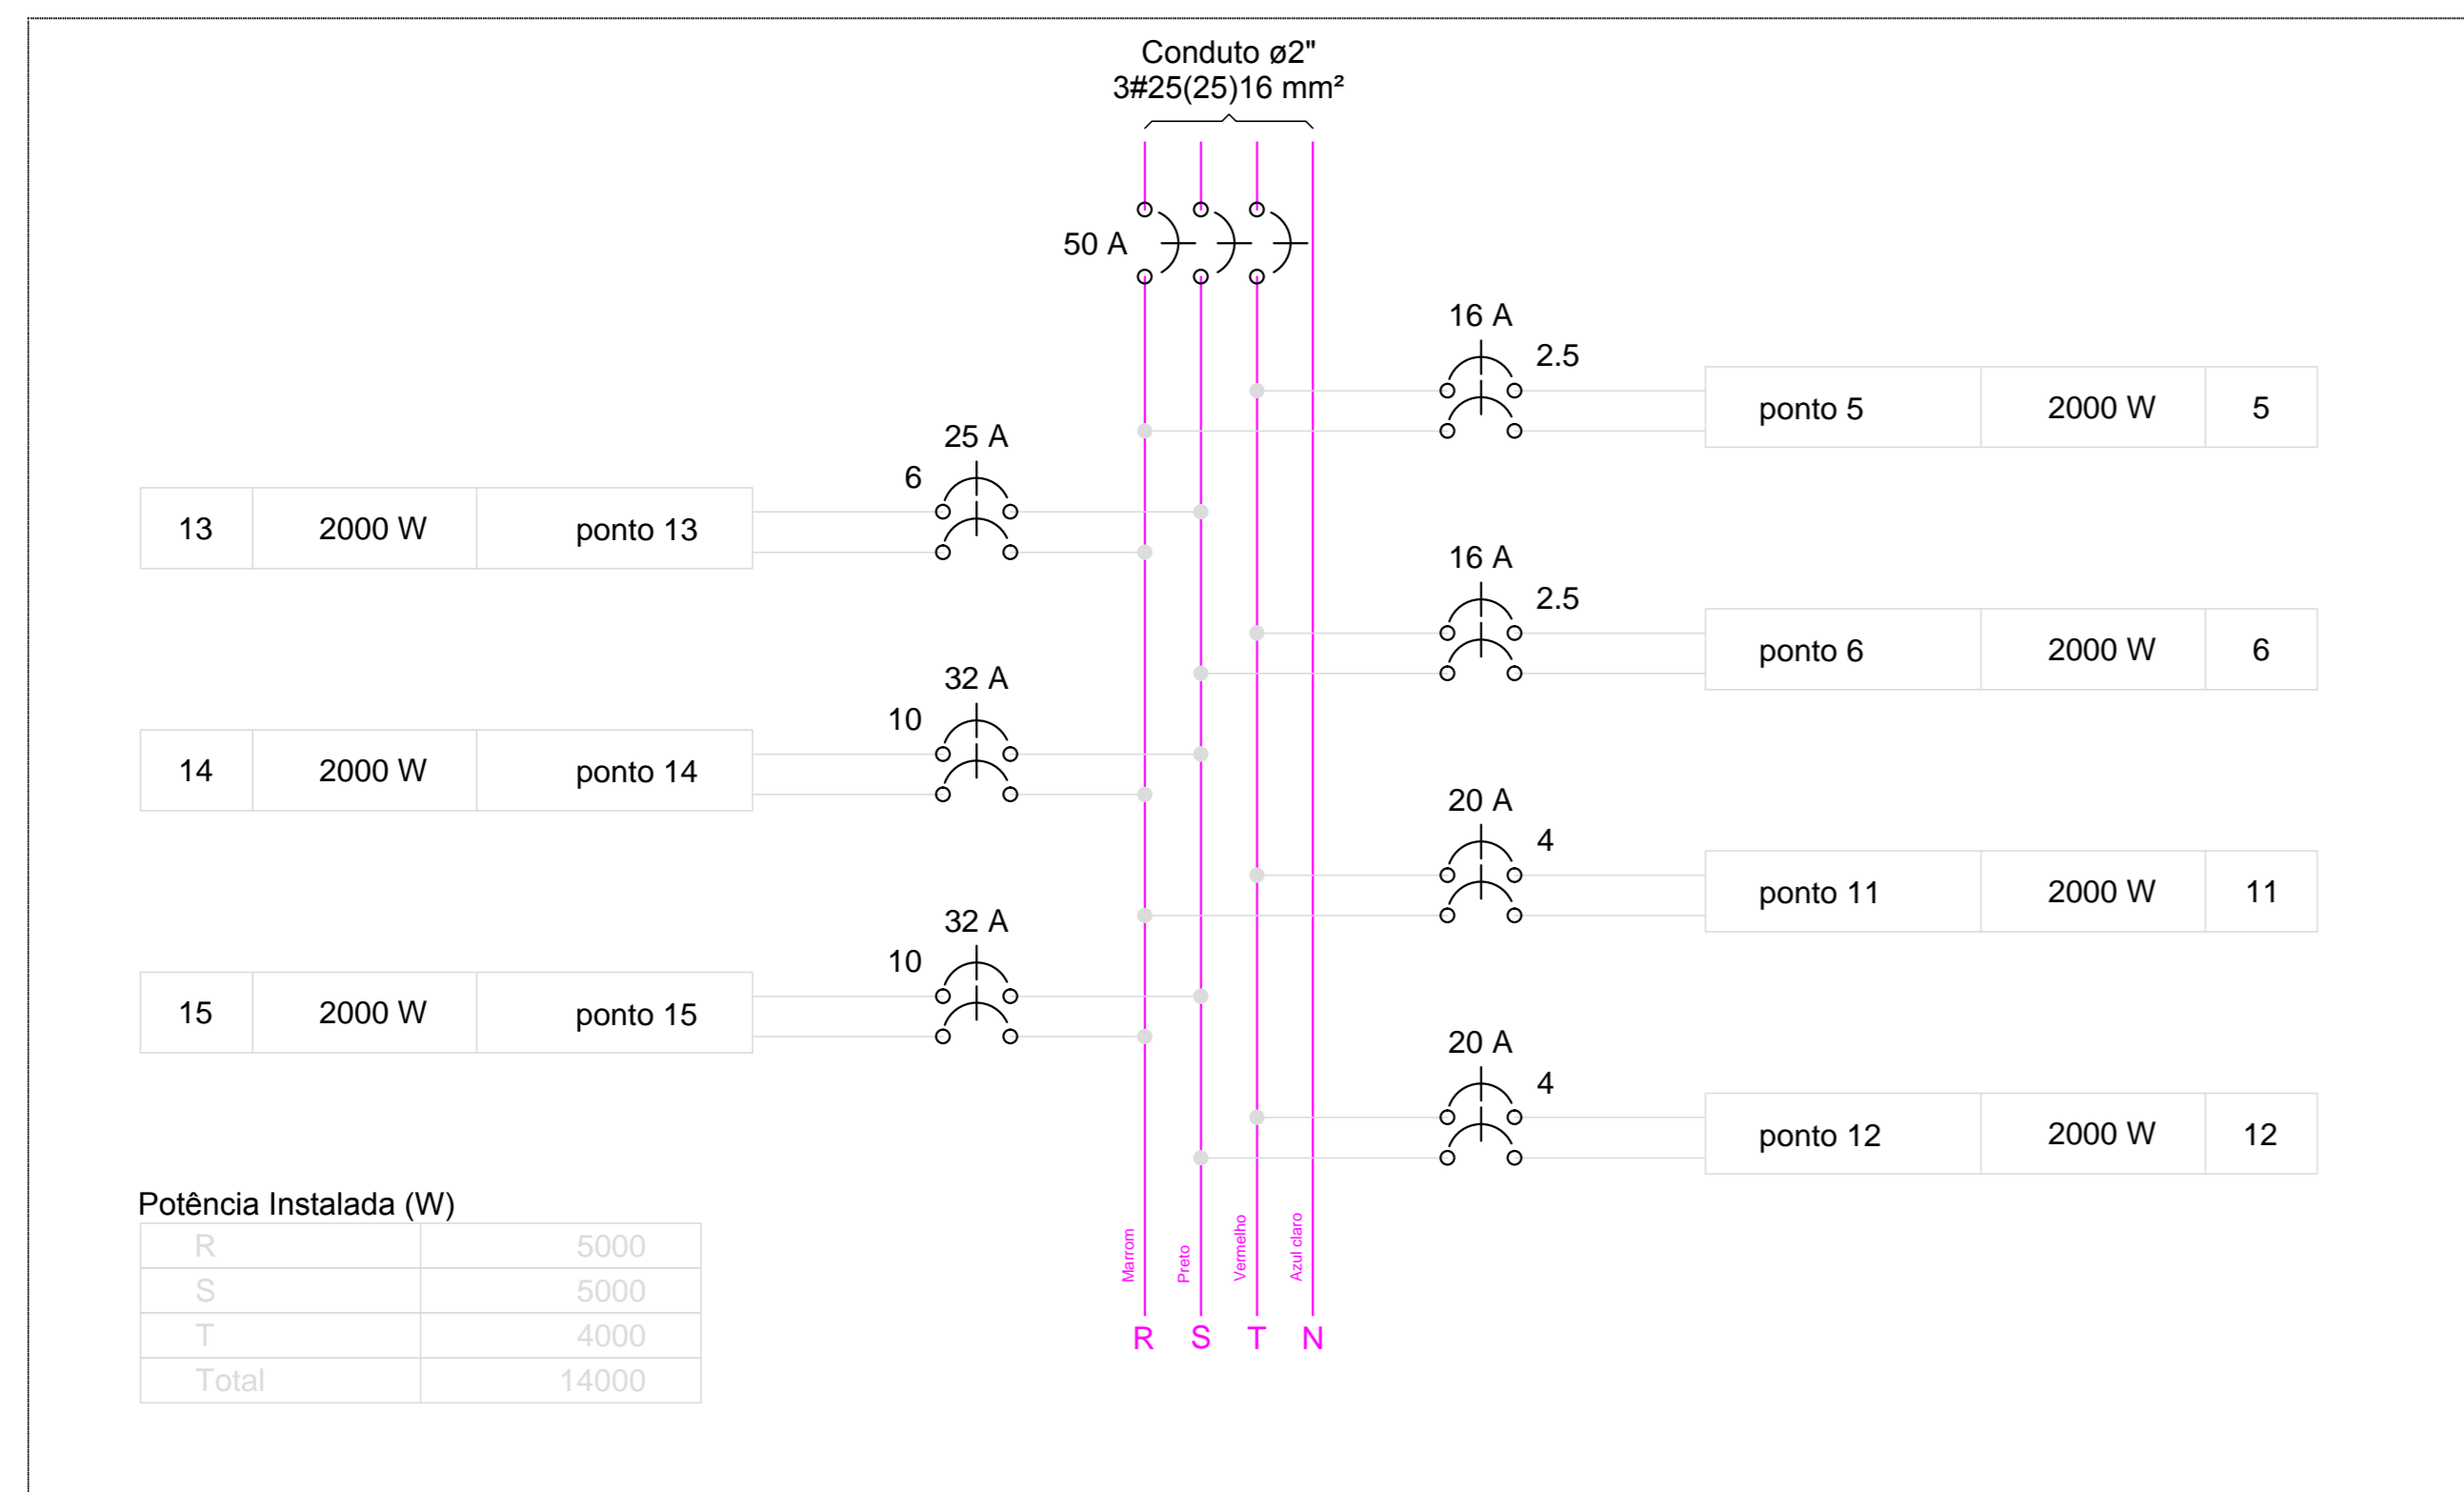 Conduto ø2"
3#25(25)16 mm²
50 A
16 A
2.5
ponto 5 2000 W 5
25 A
6
13 2000 W ponto 13
16 A
2.5
ponto 6 2000 W 6
32 A
10
14 2000 W ponto 14
20 A
4
ponto 11 2000 W 11
32 A
10
15 2000 W ponto 15
20 A
4
ponto 12 2000 W 12
Potência Instalada (W)
R 5000
S 5000
T 4000
Total 14000
Marrom
Preto
Vermelho
Azul claro
R S T N